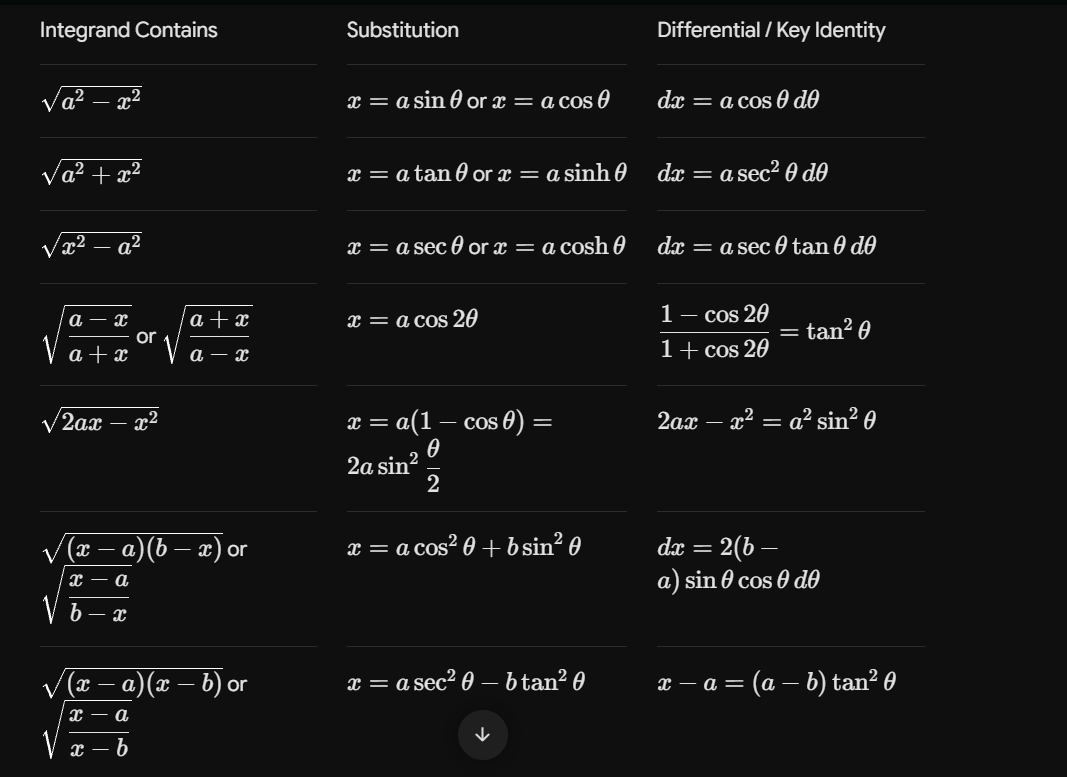 Integrand Contains Substitution Differential / Key Identity
√(a² − x²) x = a sin θ or x = a cos θ dx = a cos θ dθ
√(a² + x²) x = a tan θ or x = a sinh θ dx = a sec² θ dθ
√(x² − a²) x = a sec θ or x = a cosh θ dx = a sec θ tan θ dθ
√((a − x)/(a + x)) or √((a + x)/(a − x)) x = a cos 2θ (1 − cos 2θ)/(1 + cos 2θ) = tan² θ
√(2ax − x²) x = a(1 − cos θ) = 2ax − x² = a² sin² θ
2a sin² θ/2
√((x − a)(b − x)) or x = a cos² θ + b sin² θ dx = 2(b −
√((x − a)/(b − x)) a) sin θ cos θ dθ
√((x − a)(x − b)) or x = a sec² θ − b tan² θ x − a = (a − b) tan² θ
√((x − a)/(x − b))